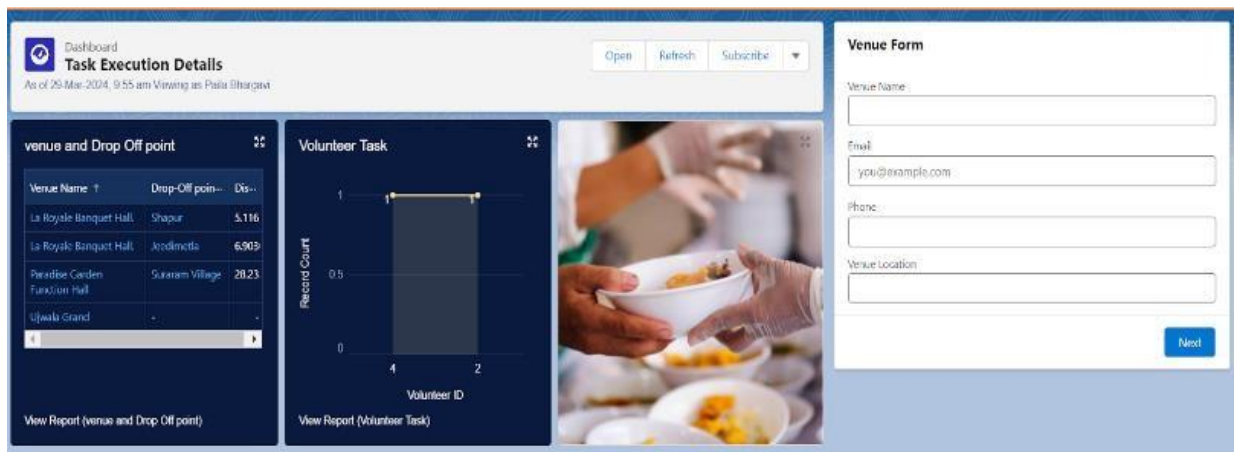 Dashboard
Task Execution Details
As of 29-Mar-2024, 9:55 am Viewing as Paila Bhargavi
Open Refresh Subscribe
venue and Drop Off point
Venue Name ↑ Drop-Off poin... Dis...
La Royale Banquet Hall Shapur 5.116
La Royale Banquet Hall Jeedimetla 6.903
Paradise Garden Suraram Village 28.23
Function Hall
Ujwala Grand - -
View Report (venue and Drop Off point)
Volunteer Task
1
1 1
0.5
0
Record Count
4 2
Volunteer ID
View Report (Volunteer Task)
Venue Form
Venue Name
Email
you@example.com
Phone
Venue Location
Next